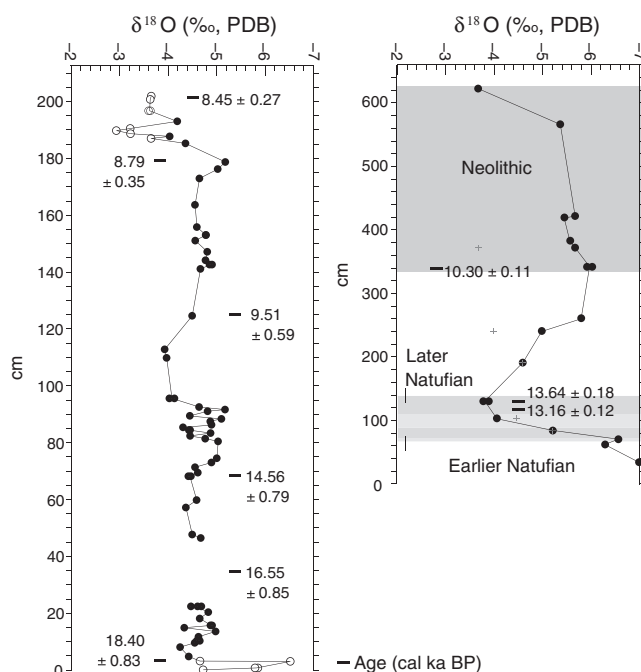 δ¹⁸O (‰, PDB)
-2 -3 -4 -5 -6 -7
200
180
160
140
120
100
80
60
40
20
0
cm
8.45 ± 0.27
8.79
± 0.35
9.51
± 0.59
14.56
± 0.79
16.55
± 0.85
18.40
± 0.83
δ¹⁸O (‰, PDB)
-2 -3 -4 -5 -6 -7
600
500
400
300
200
100
0
cm
Neolithic
10.30 ± 0.11
Later
Natufian
13.64 ± 0.18
13.16 ± 0.12
Earlier Natufian
Age (cal ka BP)